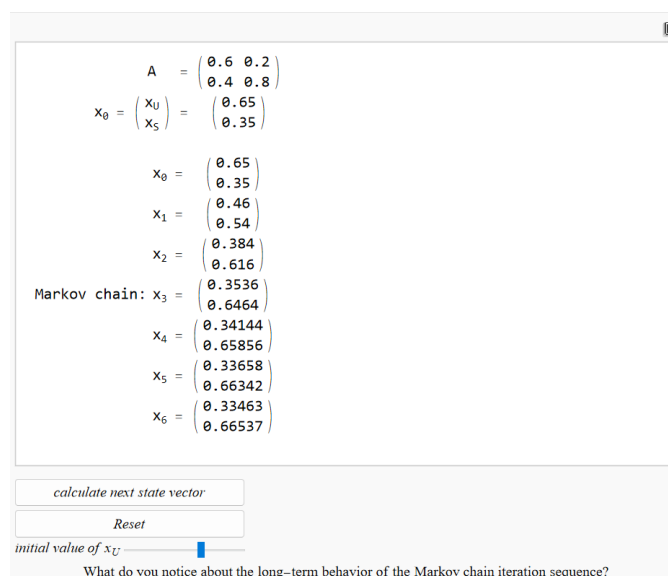 A = ( 0.6 0.2
0.4 0.8 )
x₀ = ( xU
xS ) = ( 0.65
0.35 )
x₀ = ( 0.65
0.35 )
x₁ = ( 0.46
0.54 )
x₂ = ( 0.384
0.616 )
Markov chain: x₃ = ( 0.3536
0.6464 )
x₄ = ( 0.34144
0.65856 )
x₅ = ( 0.33658
0.66342 )
x₆ = ( 0.33463
0.66537 )
calculate next state vector
Reset
initial value of xU
What do you notice about the long–term behavior of the Markov chain iteration sequence?